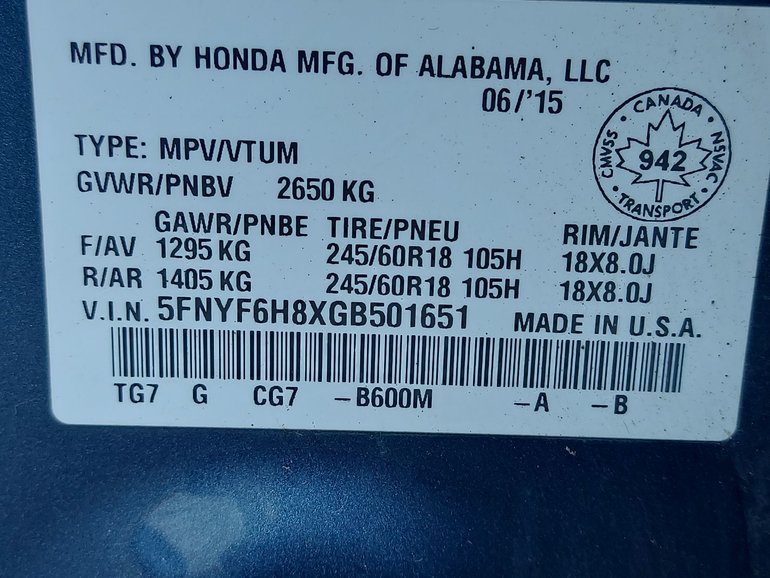 MFD. BY HONDA MFG. OF ALABAMA, LLC
06/'15
CANADA
CMVSS 942 NSVAC
TRANSPORT
TYPE: MPV/VTUM
GVWR/PNBV 2650 KG
GAWR/PNBE TIRE/PNEU RIM/JANTE
F/AV 1295 KG 245/60R18 105H 18X8.0J
R/AR 1405 KG 245/60R18 105H 18X8.0J
V.I.N. 5FNYF6H8XGB501651 MADE IN U.S.A.
TG7 G CG7 -B600M -A -B